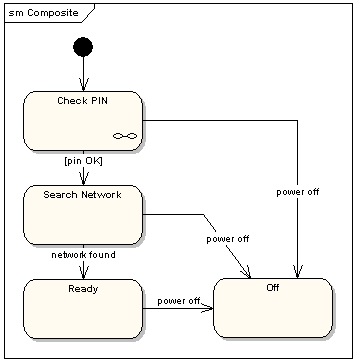 sm Composite
Check PIN
[pin OK]
power off
Search Network
power off
network found
Ready
power off
Off